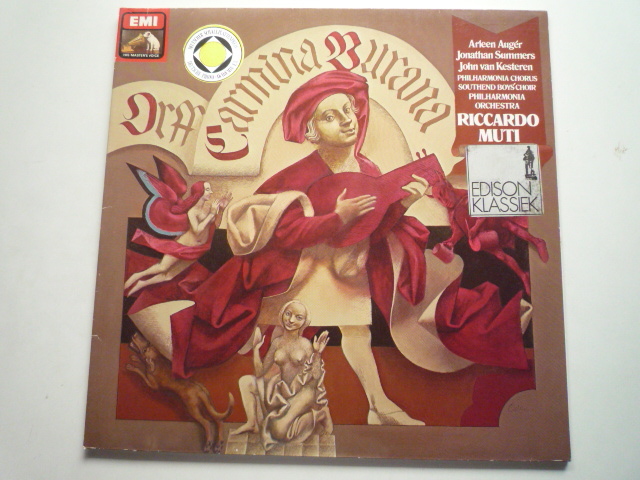 EMI
HIS MASTER'S VOICE
Orff Carmina Burana
Arleen Augér
Jonathan Summers
John van Kesteren
PHILHARMONIA CHORUS
SOUTHEND BOYS' CHOIR
PHILHARMONIA
ORCHESTRA
RICCARDO
MUTI
EDISON
KLASSIEK